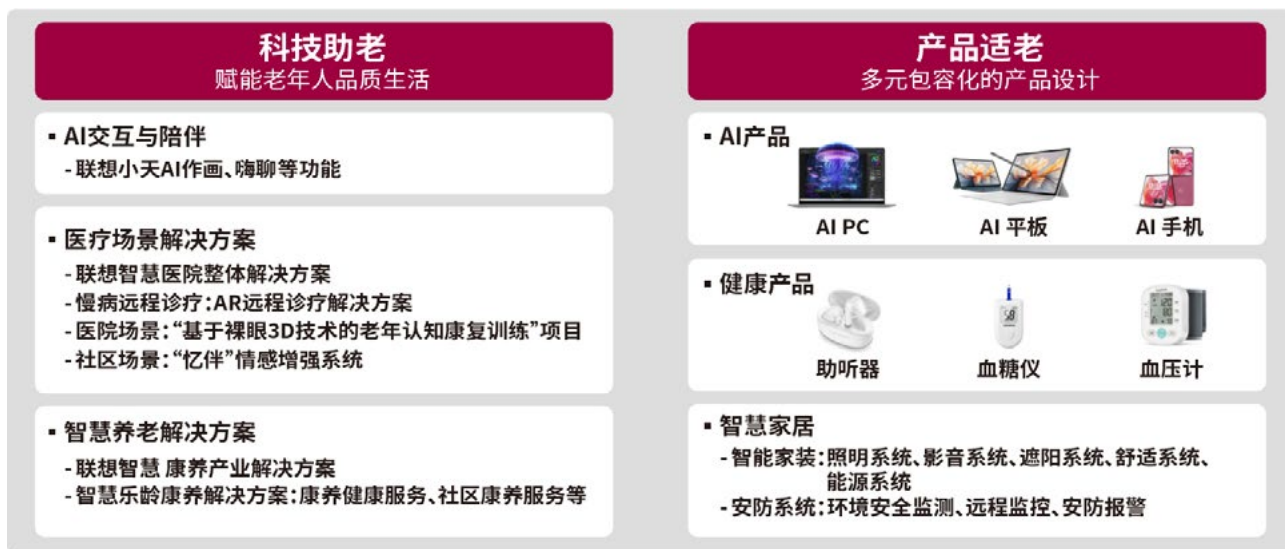 科技助老
赋能老年人品质生活
▪ AI交互与陪伴
- 联想小天AI作画、嗨聊等功能
▪ 医疗场景解决方案
- 联想智慧医院整体解决方案
- 慢病远程诊疗：AR远程诊疗解决方案
- 医院场景：“基于裸眼3D技术的老年认知康复训练”项目
- 社区场景：“忆伴”情感增强系统
▪ 智慧养老解决方案
- 联想智慧 康养产业解决方案
- 智慧乐龄康养解决方案：康养健康服务、社区康养服务等
产品适老
多元包容化的产品设计
▪ AI产品
AI PC
AI 平板
AI 手机
▪ 健康产品
助听器
血糖仪
血压计
▪ 智慧家居
- 智能家装：照明系统、影音系统、遮阳系统、舒适系统、
能源系统
- 安防系统：环境安全监测、远程监控、安防报警